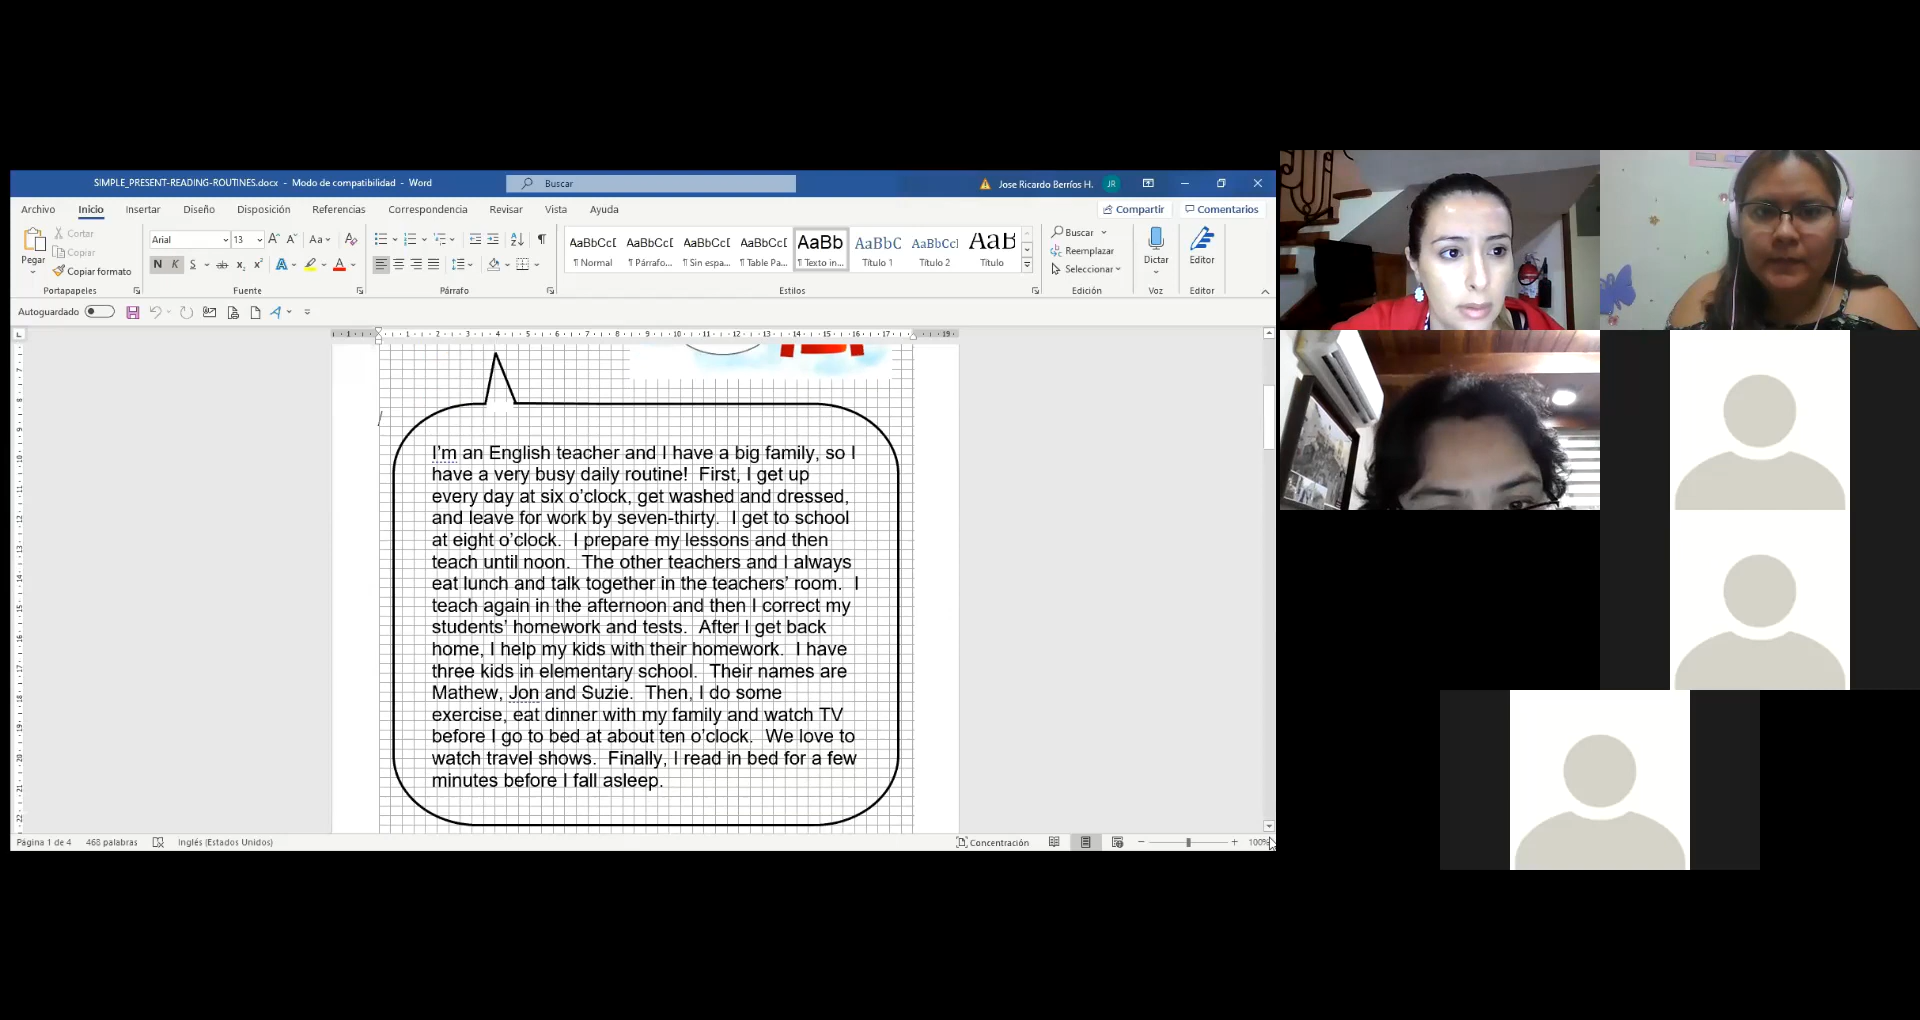 SIMPLE_PRESENT-READING-ROUTINES.docx - Modo de compatibilidad - Word
Buscar
Jose Ricardo Berríos H.
JR
Archivo Inicio Insertar Diseño Disposición Referencias Correspondencia Revisar Vista Ayuda
Compartir Comentarios
Pegar
Cortar
Copiar
Copiar formato
Portapapeles
Arial 13
N K S
Fuente
Párrafo
AaBbCcI AaBbCcI AaBbCcI AaBbCcI AaBb AaBbC AaBbCcI AaB
¶ Normal ¶ Párrafo... ¶ Sin espa... ¶ Table Pa... ¶ Texto in... Título 1 Título 2 Título
Estilos
Buscar
Reemplazar
Seleccionar
Edición
Dictar
Voz
Editor
Editor
Autoguardado
I’m an English teacher and I have a big family, so I
have a very busy daily routine! First, I get up
every day at six o’clock, get washed and dressed,
and leave for work by seven-thirty. I get to school
at eight o’clock. I prepare my lessons and then
teach until noon. The other teachers and I always
eat lunch and talk together in the teachers’ room. I
teach again in the afternoon and then I correct my
students’ homework and tests. After I get back
home, I help my kids with their homework. I have
three kids in elementary school. Their names are
Mathew, Jon and Suzie. Then, I do some
exercise, eat dinner with my family and watch TV
before I go to bed at about ten o’clock. We love to
watch travel shows. Finally, I read in bed for a few
minutes before I fall asleep.
Página 1 de 4 468 palabras Inglés (Estados Unidos)
Concentración
100%